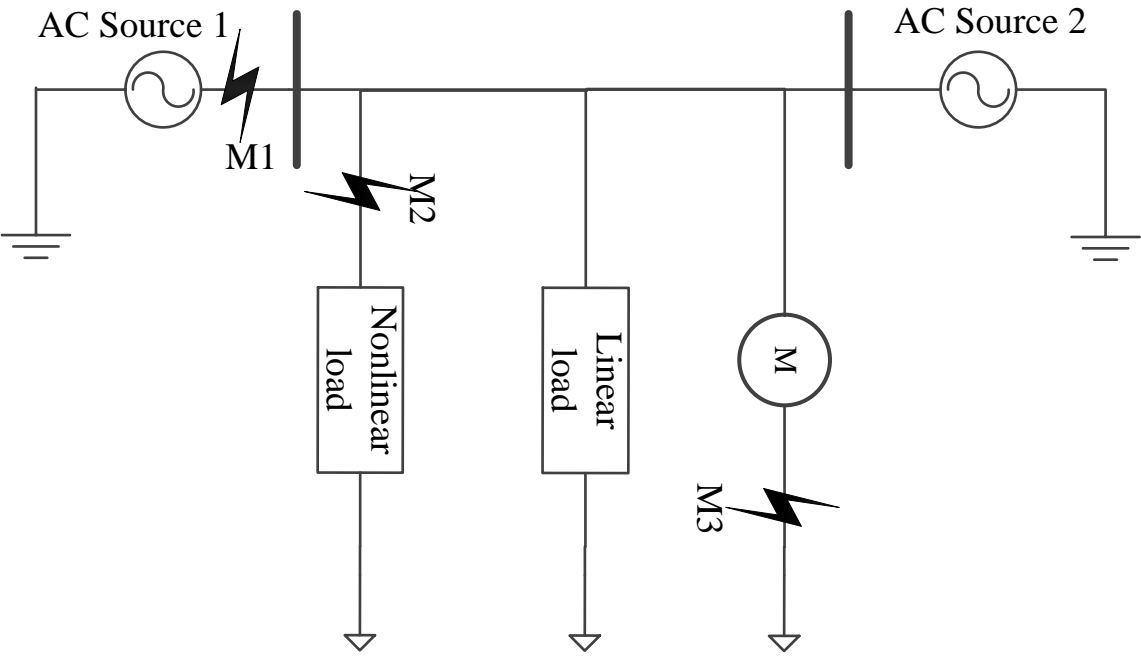 AC Source 1
AC Source 2
M1
M2
Nonlinear
load
Linear
load
M
M3